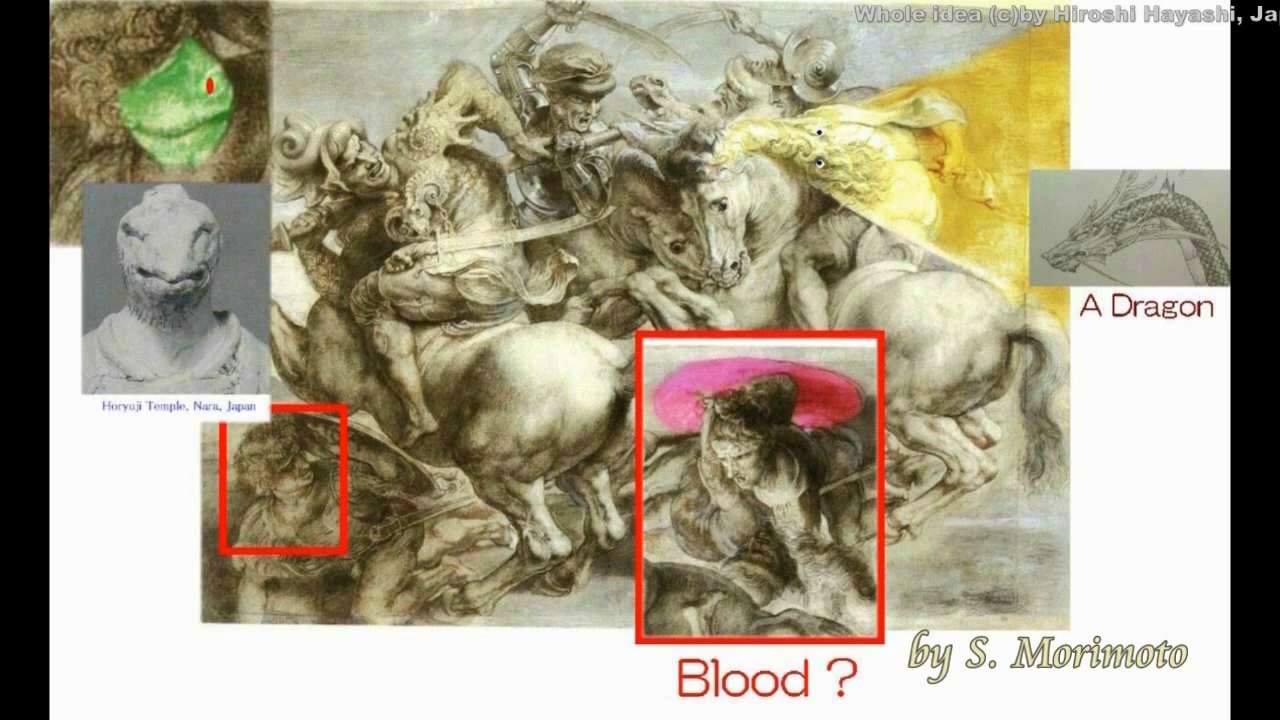 Whole idea (c)by Hiroshi Hayashi, Ja
A Dragon
Horyuji Temple, Nara, Japan
by S. Morimoto
Blood ?